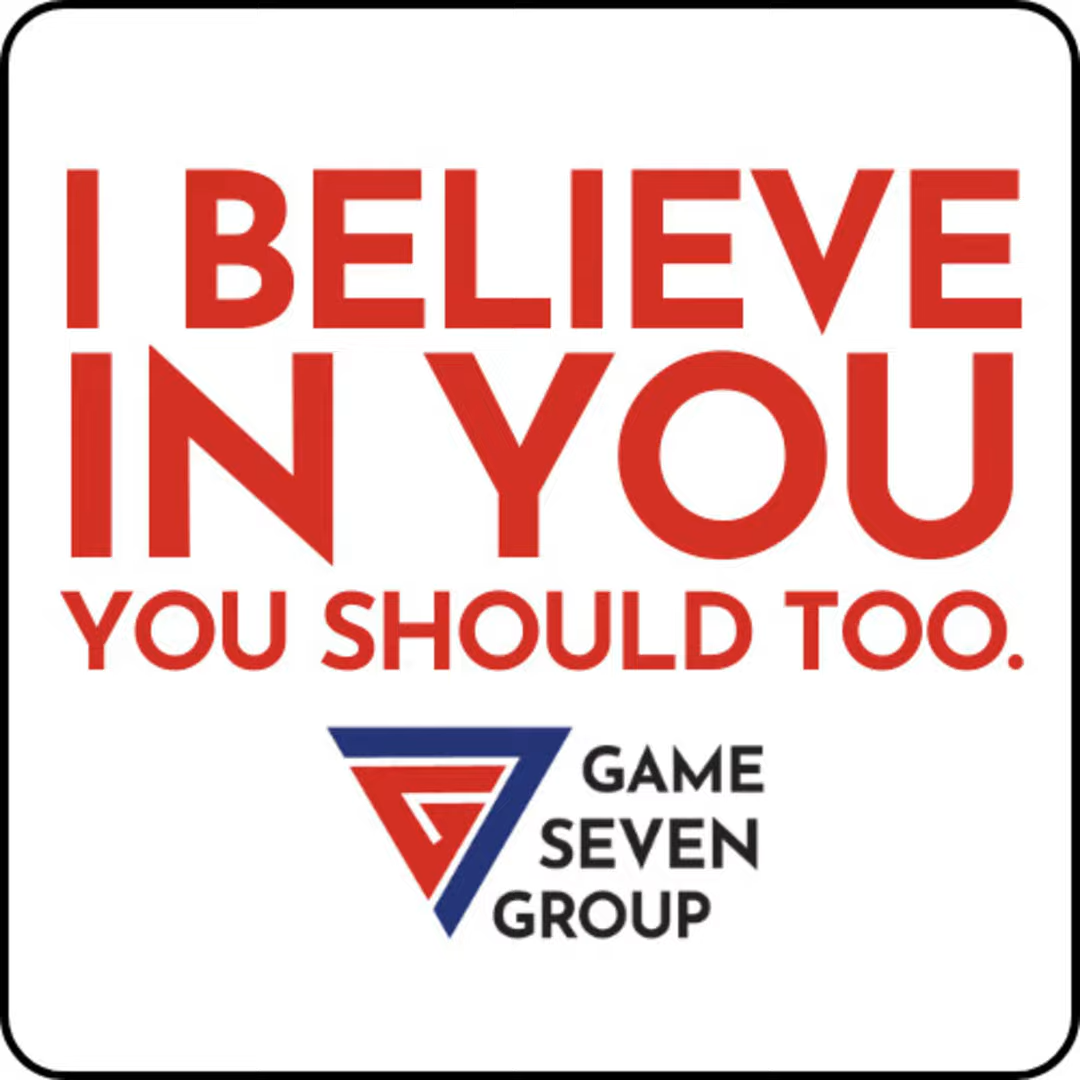 I BELIEVE
IN YOU
YOU SHOULD TOO.
GAME
SEVEN
GROUP